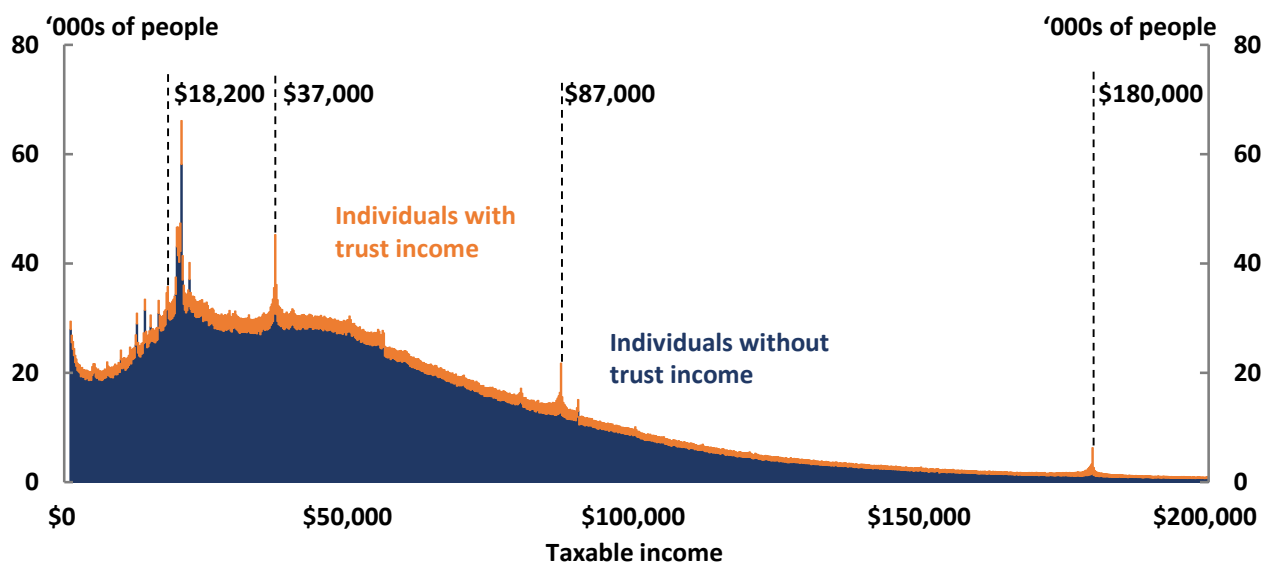 ‘000s of people
‘000s of people
80
80
$18,200
$37,000
$87,000
$180,000
60
60
Individuals with
trust income
40
40
Individuals without
trust income
20
20
0
0
$0
$50,000
$100,000
$150,000
$200,000
Taxable income